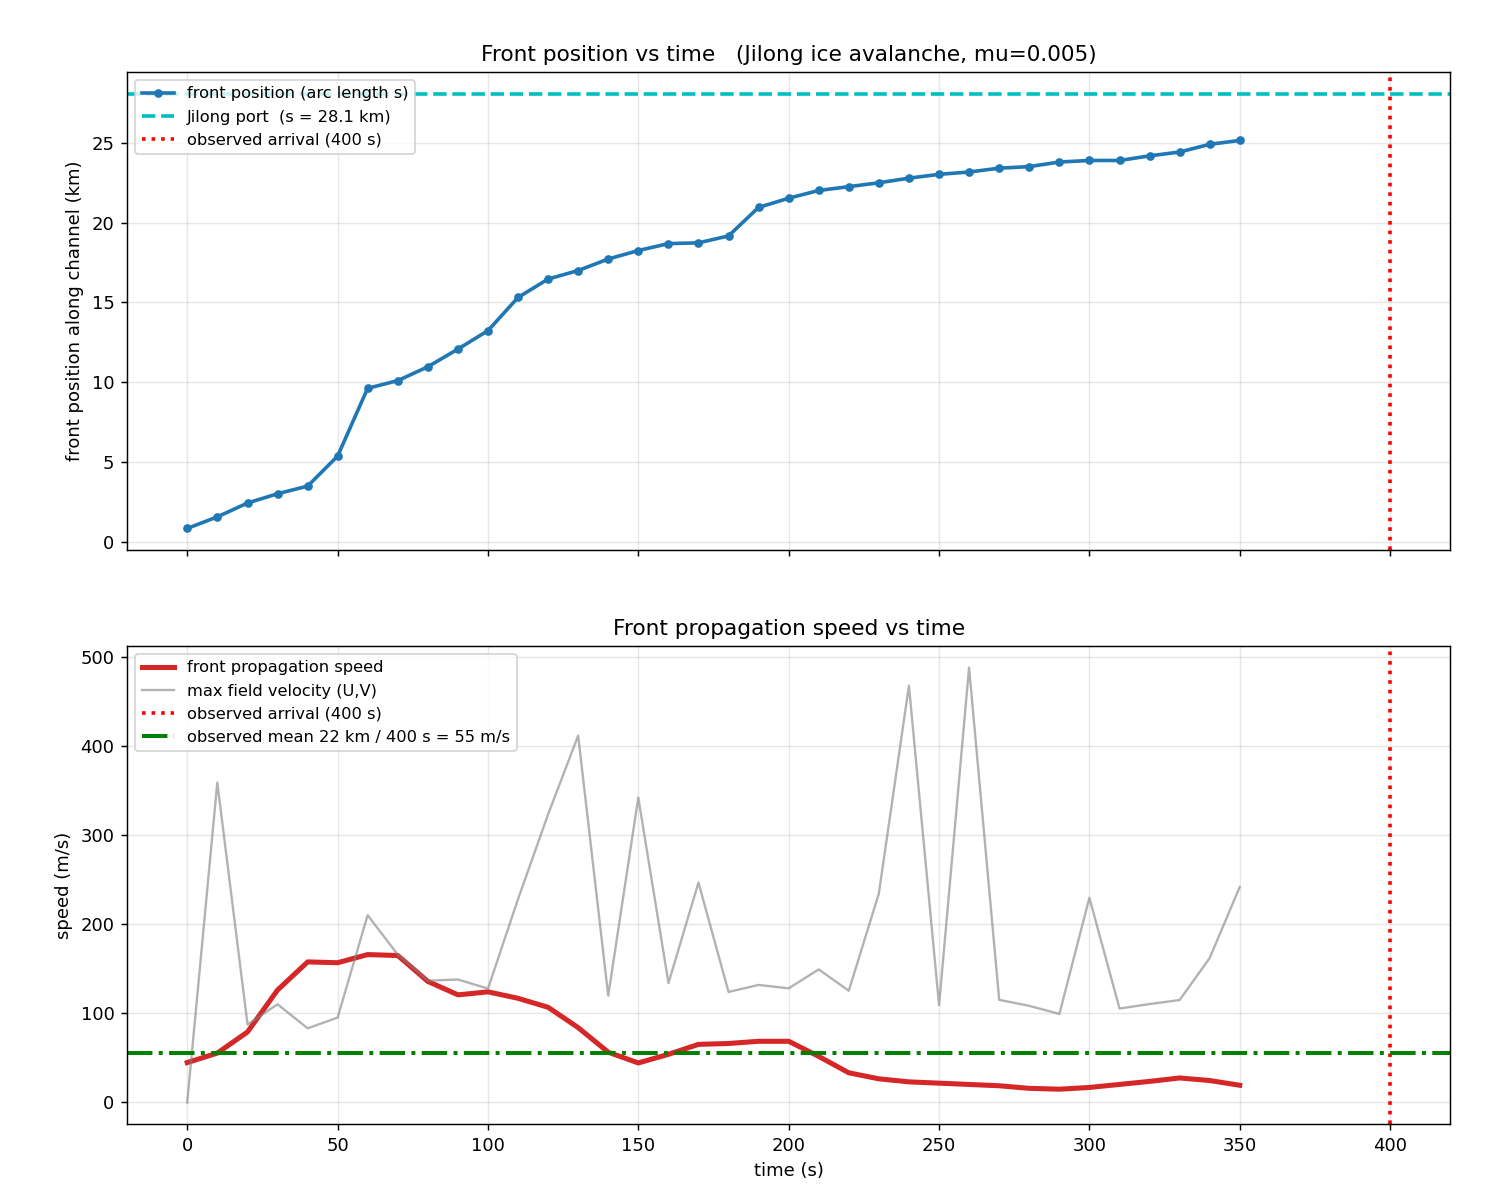 Front position vs time   (Jilong ice avalanche, mu=0.005)
front position (arc length s)
Jilong port  (s = 28.1 km)
observed arrival (400 s)
front position along channel (km)
25
20
15
10
5
0
Front propagation speed vs time
front propagation speed
max field velocity (U,V)
observed arrival (400 s)
observed mean 22 km / 400 s = 55 m/s
speed (m/s)
500
400
300
200
100
0
0 50 100 150 200 250 300 350 400
time (s)